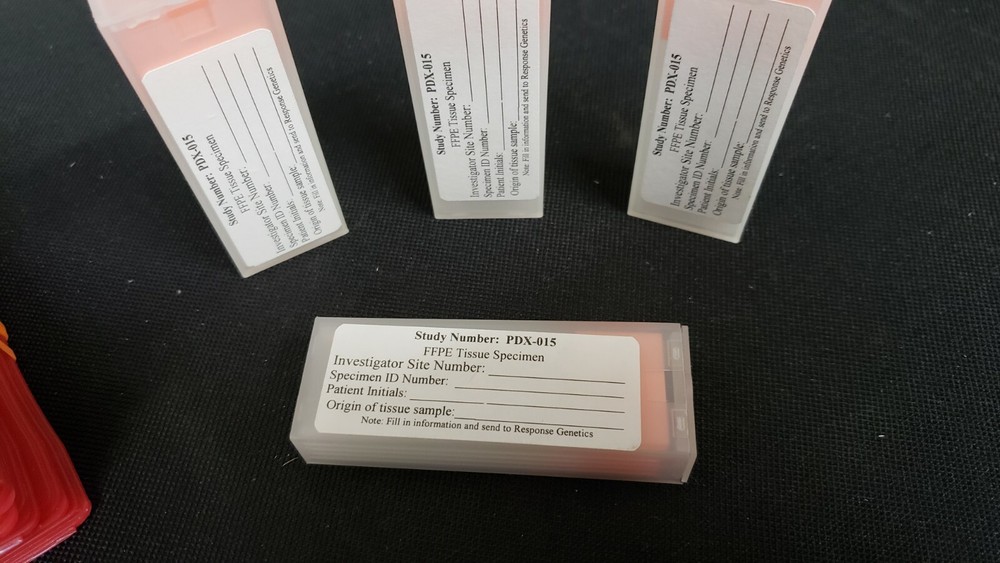 Study Number: PDX-015
FFPE Tissue Specimen
Investigator Site Number:
Specimen ID Number:
Patient Initials:
Origin of tissue sample:
Note: Fill in information and send to Response Genetics
Study Number: PDX-015
FFPE Tissue Specimen
Investigator Site Number:
Specimen ID Number:
Patient Initials:
Origin of tissue sample:
Note: Fill in information and send to Response Genetics
Study Number: PDX-015
FFPE Tissue Specimen
Investigator Site Number:
Specimen ID Number:
Patient Initials:
Origin of tissue sample:
Note: Fill in information and send to Response Genetics
Study Number: PDX-015
FFPE Tissue Specimen
Investigator Site Number:
Specimen ID Number:
Patient Initials:
Origin of tissue sample:
Note: Fill in information and send to Response Genetics